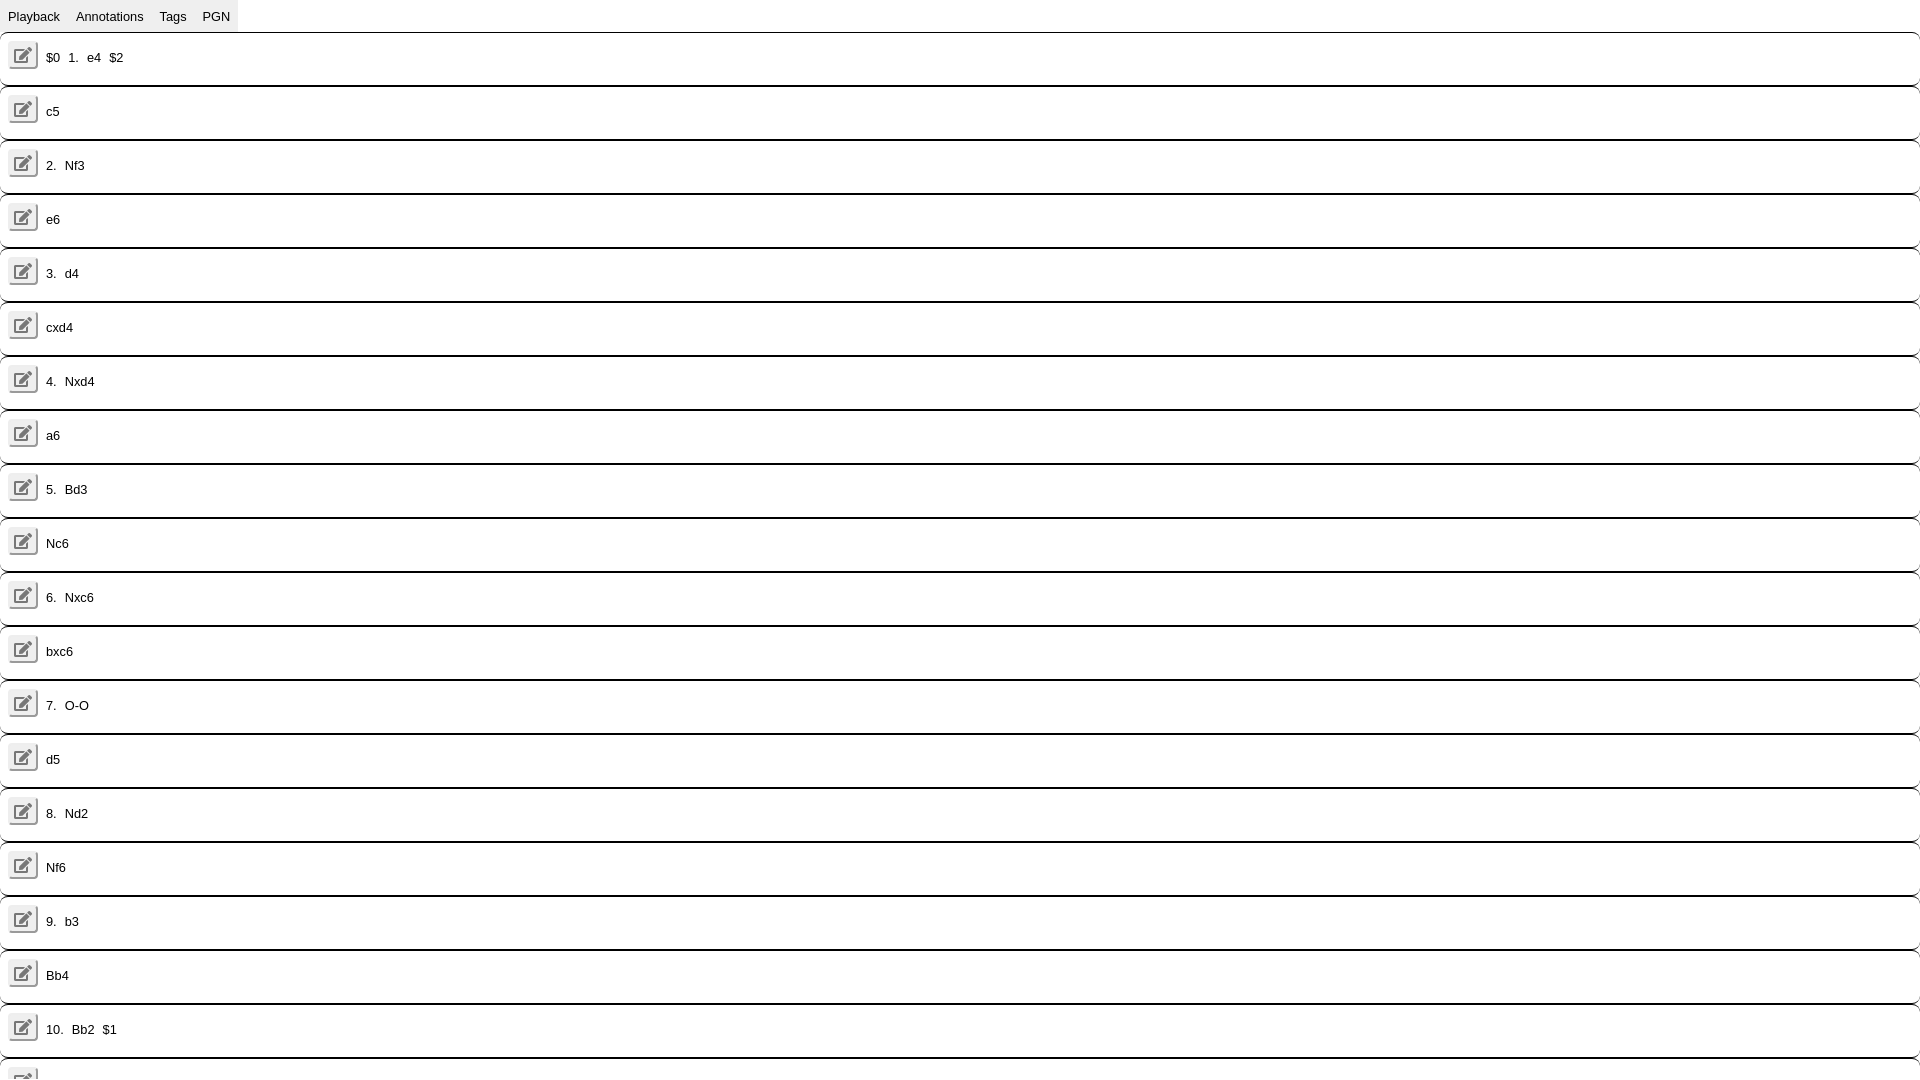 Playback Annotations Tags PGN
$0 1. e4 $2
c5
2. Nf3
e6
3. d4
cxd4
4. Nxd4
a6
5. Bd3
Nc6
6. Nxc6
bxc6
7. O-O
d5
8. Nd2
Nf6
9. b3
Bb4
10. Bb2 $1